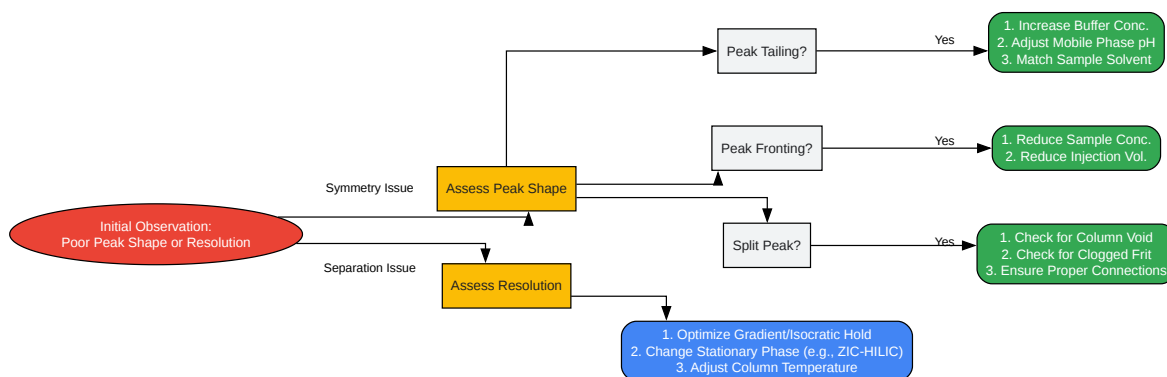 Initial Observation:
Poor Peak Shape or Resolution
Symmetry Issue
Separation Issue
Assess Peak Shape
Assess Resolution
Peak Tailing?
Yes
1. Increase Buffer Conc.
2. Adjust Mobile Phase pH
3. Match Sample Solvent
Peak Fronting?
Yes
1. Reduce Sample Conc.
2. Reduce Injection Vol.
Split Peak?
Yes
1. Check for Column Void
2. Check for Clogged Frit
3. Ensure Proper Connections
1. Optimize Gradient/Isocratic Hold
2. Change Stationary Phase (e.g., ZIC-HILIC)
3. Adjust Column Temperature